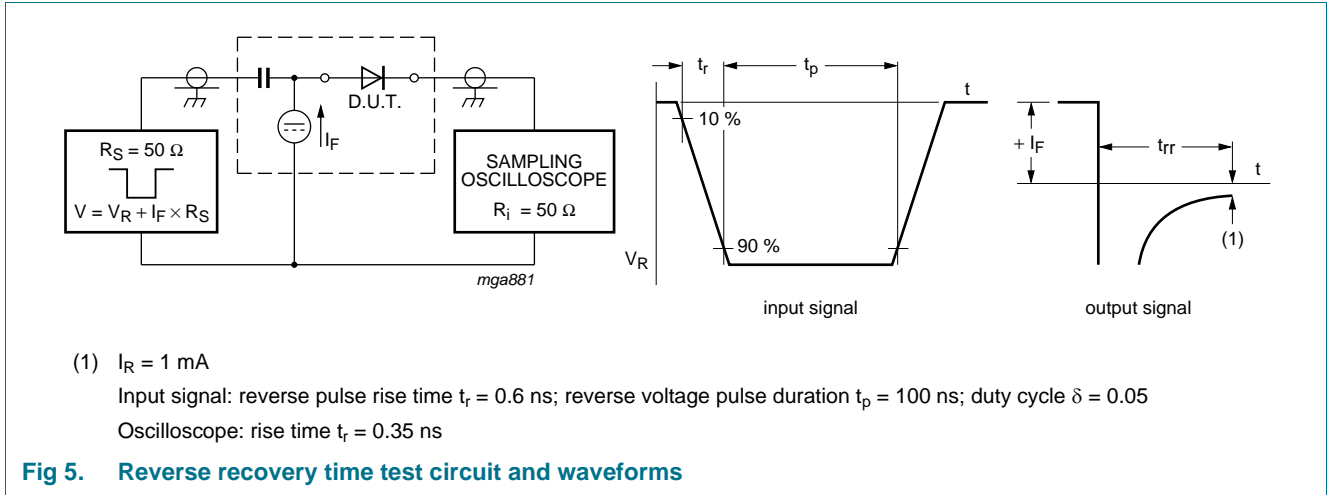 D.U.T.
I_F
R_S = 50 Ω
V = V_R + I_F × R_S
SAMPLING
OSCILLOSCOPE
R_i = 50 Ω
mga881
t_r
t_p
t
10 %
90 %
V_R
input signal
+ I_F
t_rr
t
(1)
output signal
(1) I_R = 1 mA
Input signal: reverse pulse rise time t_r = 0.6 ns; reverse voltage pulse duration t_p = 100 ns; duty cycle δ = 0.05
Oscilloscope: rise time t_r = 0.35 ns
Fig 5. Reverse recovery time test circuit and waveforms